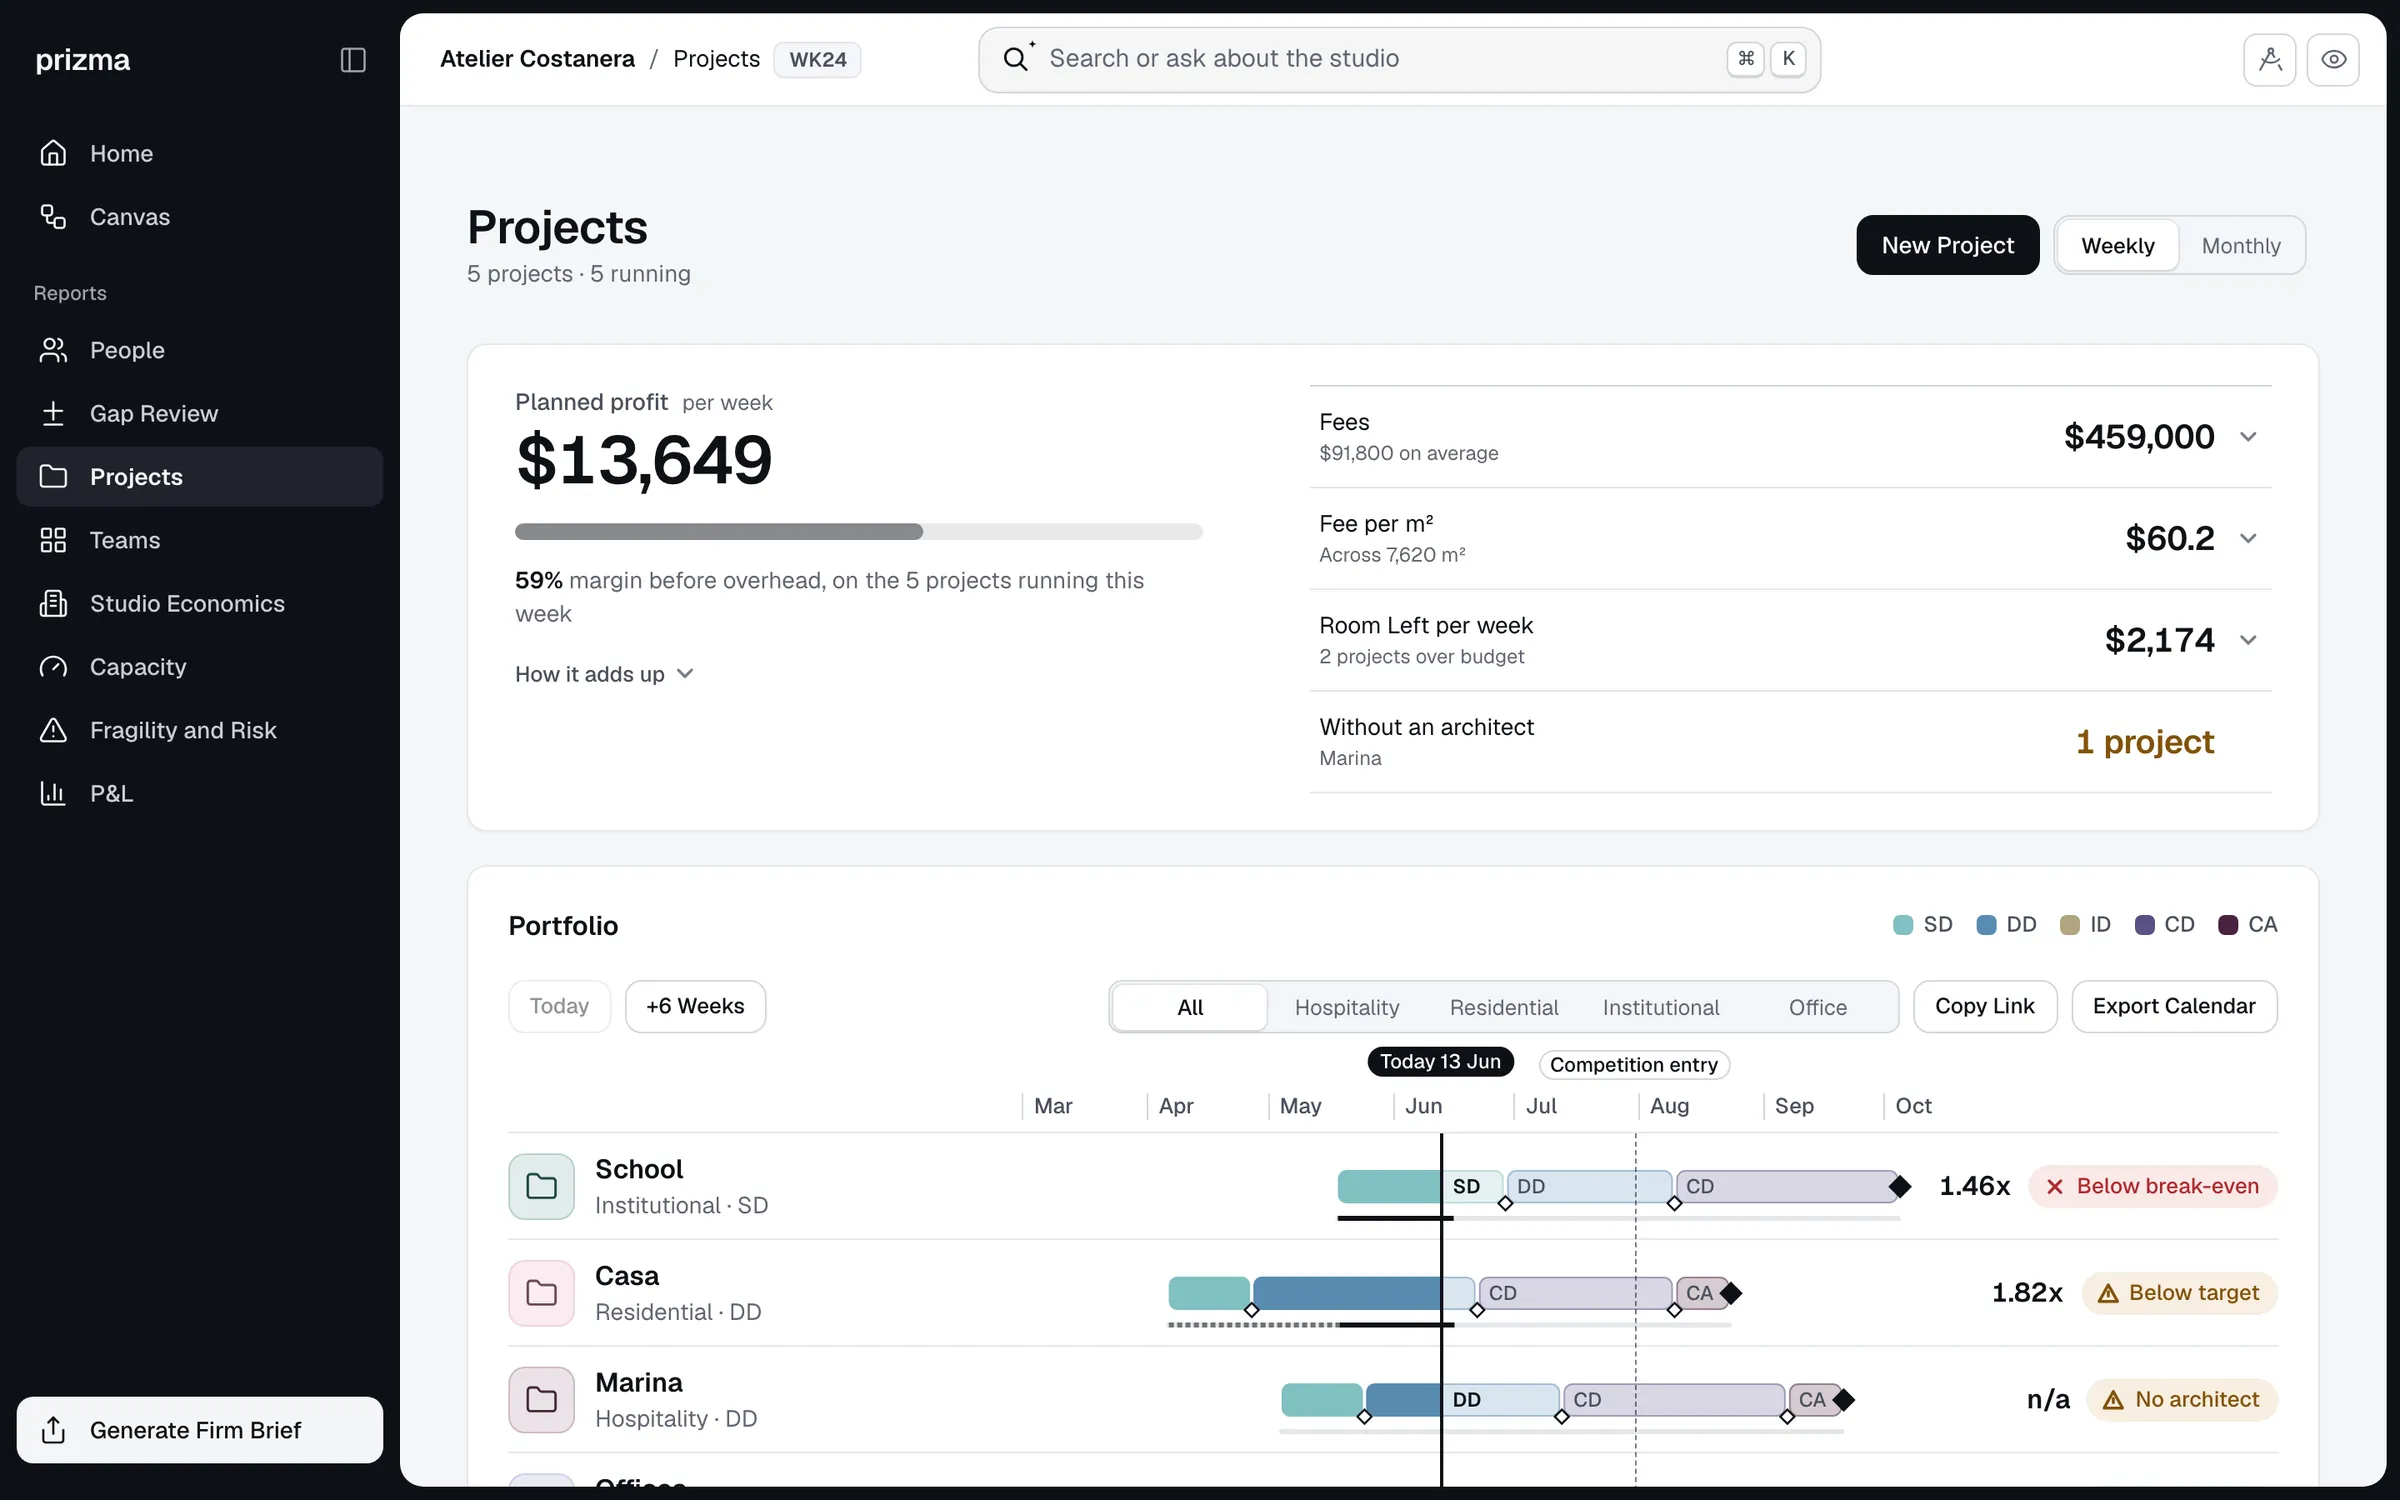 prizma
Home
Canvas
Reports
People
Gap Review
Projects
Teams
Studio Economics
Capacity
Fragility and Risk
P&L
Generate Firm Brief
Atelier Costanera / Projects WK24
Search or ask about the studio ⌘ K
Projects
5 projects · 5 running
New Project
Weekly Monthly
Planned profit per week
$13,649
59% margin before overhead, on the 5 projects running this
week
How it adds up
Fees
$91,800 on average
$459,000
Fee per m²
Across 7,620 m²
$60.2
Room Left per week
2 projects over budget
$2,174
Without an architect
Marina
1 project
Portfolio
SD DD ID CD CA
Today +6 Weeks
All Hospitality Residential Institutional Office
Copy Link Export Calendar
Today 13 Jun Competition entry
Mar Apr May Jun Jul Aug Sep Oct
School
Institutional · SD
SD DD CD
1.46x Below break-even
Casa
Residential · DD
CD CA
1.82x Below target
Marina
Hospitality · DD
DD CD CA
n/a No architect